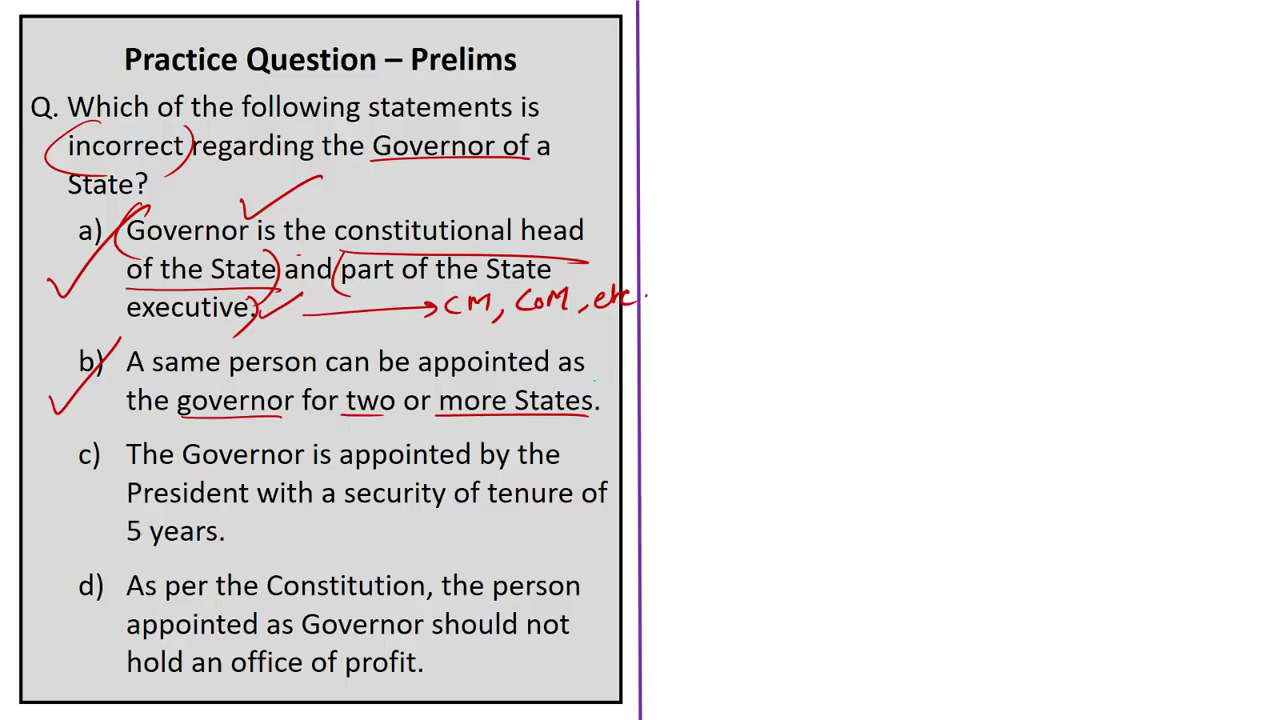 Practice Question – Prelims
Q. Which of the following statements is
incorrect regarding the Governor of a
State?
a) Governor is the constitutional head
of the State and part of the State
executive. CM, CoM, etc.
b) A same person can be appointed as
the governor for two or more States.
c) The Governor is appointed by the
President with a security of tenure of
5 years.
d) As per the Constitution, the person
appointed as Governor should not
hold an office of profit.